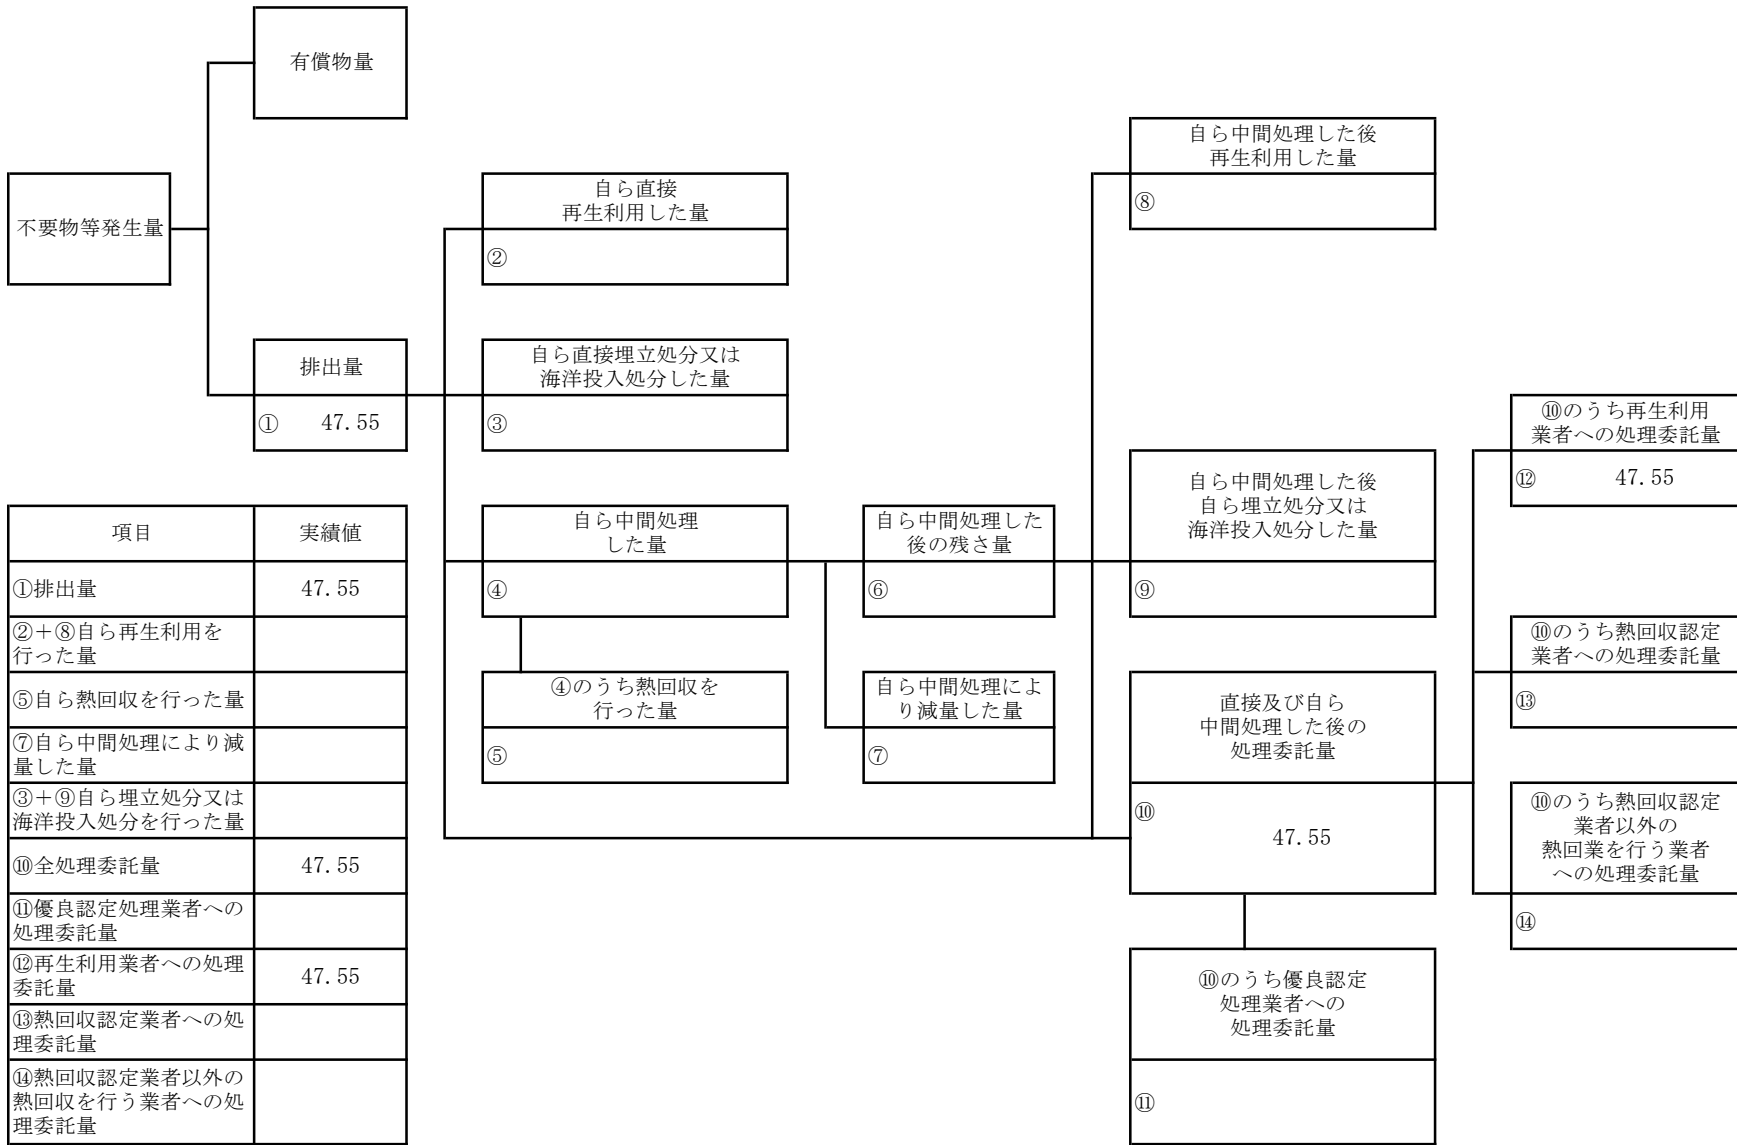 有償物量
不要物等発生量
排出量
① 47.55
自ら直接
再生利用した量
②
自ら直接埋立処分又は
海洋投入処分した量
③
自ら中間処理
した量
④
④のうち熱回収を
行った量
⑤
自ら中間処理した
後の残さ量
⑥
自ら中間処理によ
り減量した量
⑦
自ら中間処理した後
再生利用した量
⑧
自ら中間処理した後
自ら埋立処分又は
海洋投入処分した量
⑨
直接及び自ら
中間処理した後の
処理委託量
⑩
47.55
⑩のうち優良認定
処理業者への
処理委託量
⑪
⑩のうち再生利用
業者への処理委託量
⑫ 47.55
⑩のうち熱回収認定
業者への処理委託量
⑬
⑩のうち熱回収認定
業者以外の
熱回業を行う業者
への処理委託量
⑭
項目 実績値
①排出量 47.55
②+⑧自ら再生利用を
行った量
⑤自ら熱回収を行った量
⑦自ら中間処理により減
量した量
③+⑨自ら埋立処分又は
海洋投入処分を行った量
⑩全処理委託量 47.55
⑪優良認定処理業者への
処理委託量
⑫再生利用業者への処理
委託量 47.55
⑬熱回収認定業者への処
理委託量
⑭熱回収認定業者以外の
熱回収を行う業者への処
理委託量